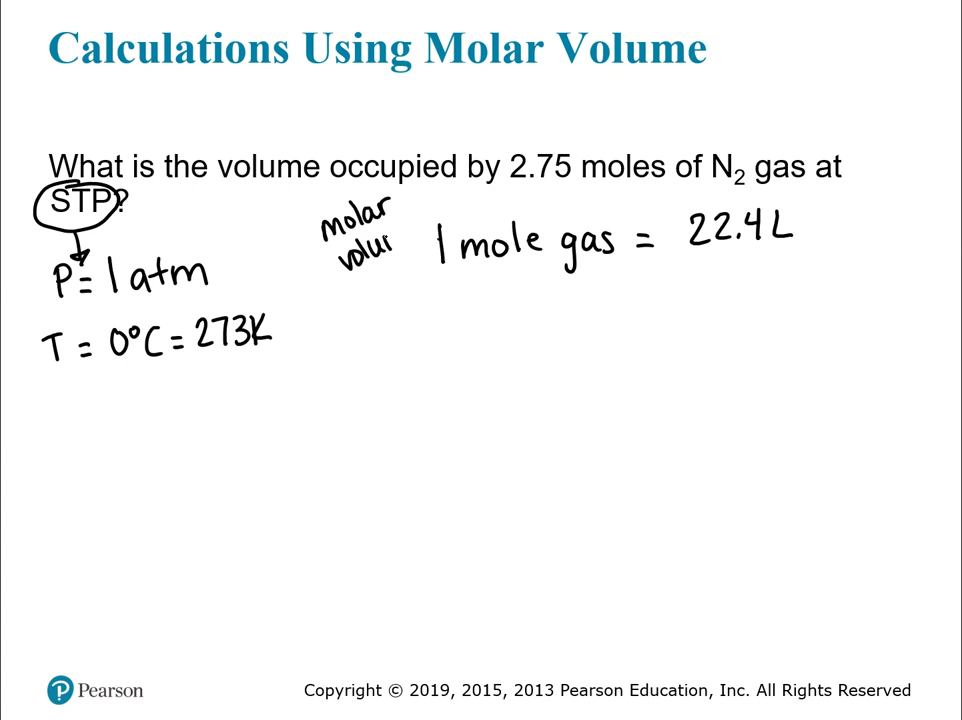 Calculations Using Molar Volume
What is the volume occupied by 2.75 moles of N₂ gas at
STP?
molar
volu
1 mole gas = 22.4 L
P = 1 atm
T = 0°C = 273K
Pearson
Copyright © 2019, 2015, 2013 Pearson Education, Inc. All Rights Reserved